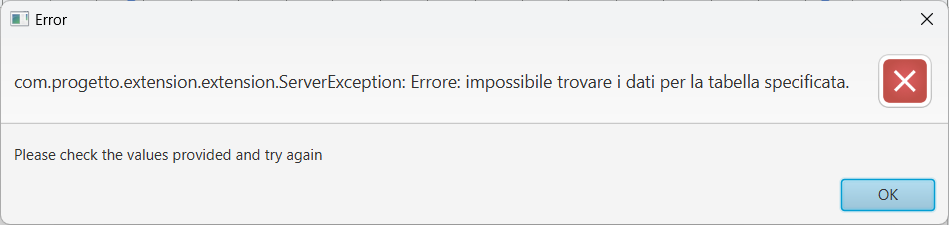 Error
com.progetto.extension.extension.ServerException: Errore: impossibile trovare i dati per la tabella specificata.
Please check the values provided and try again
OK